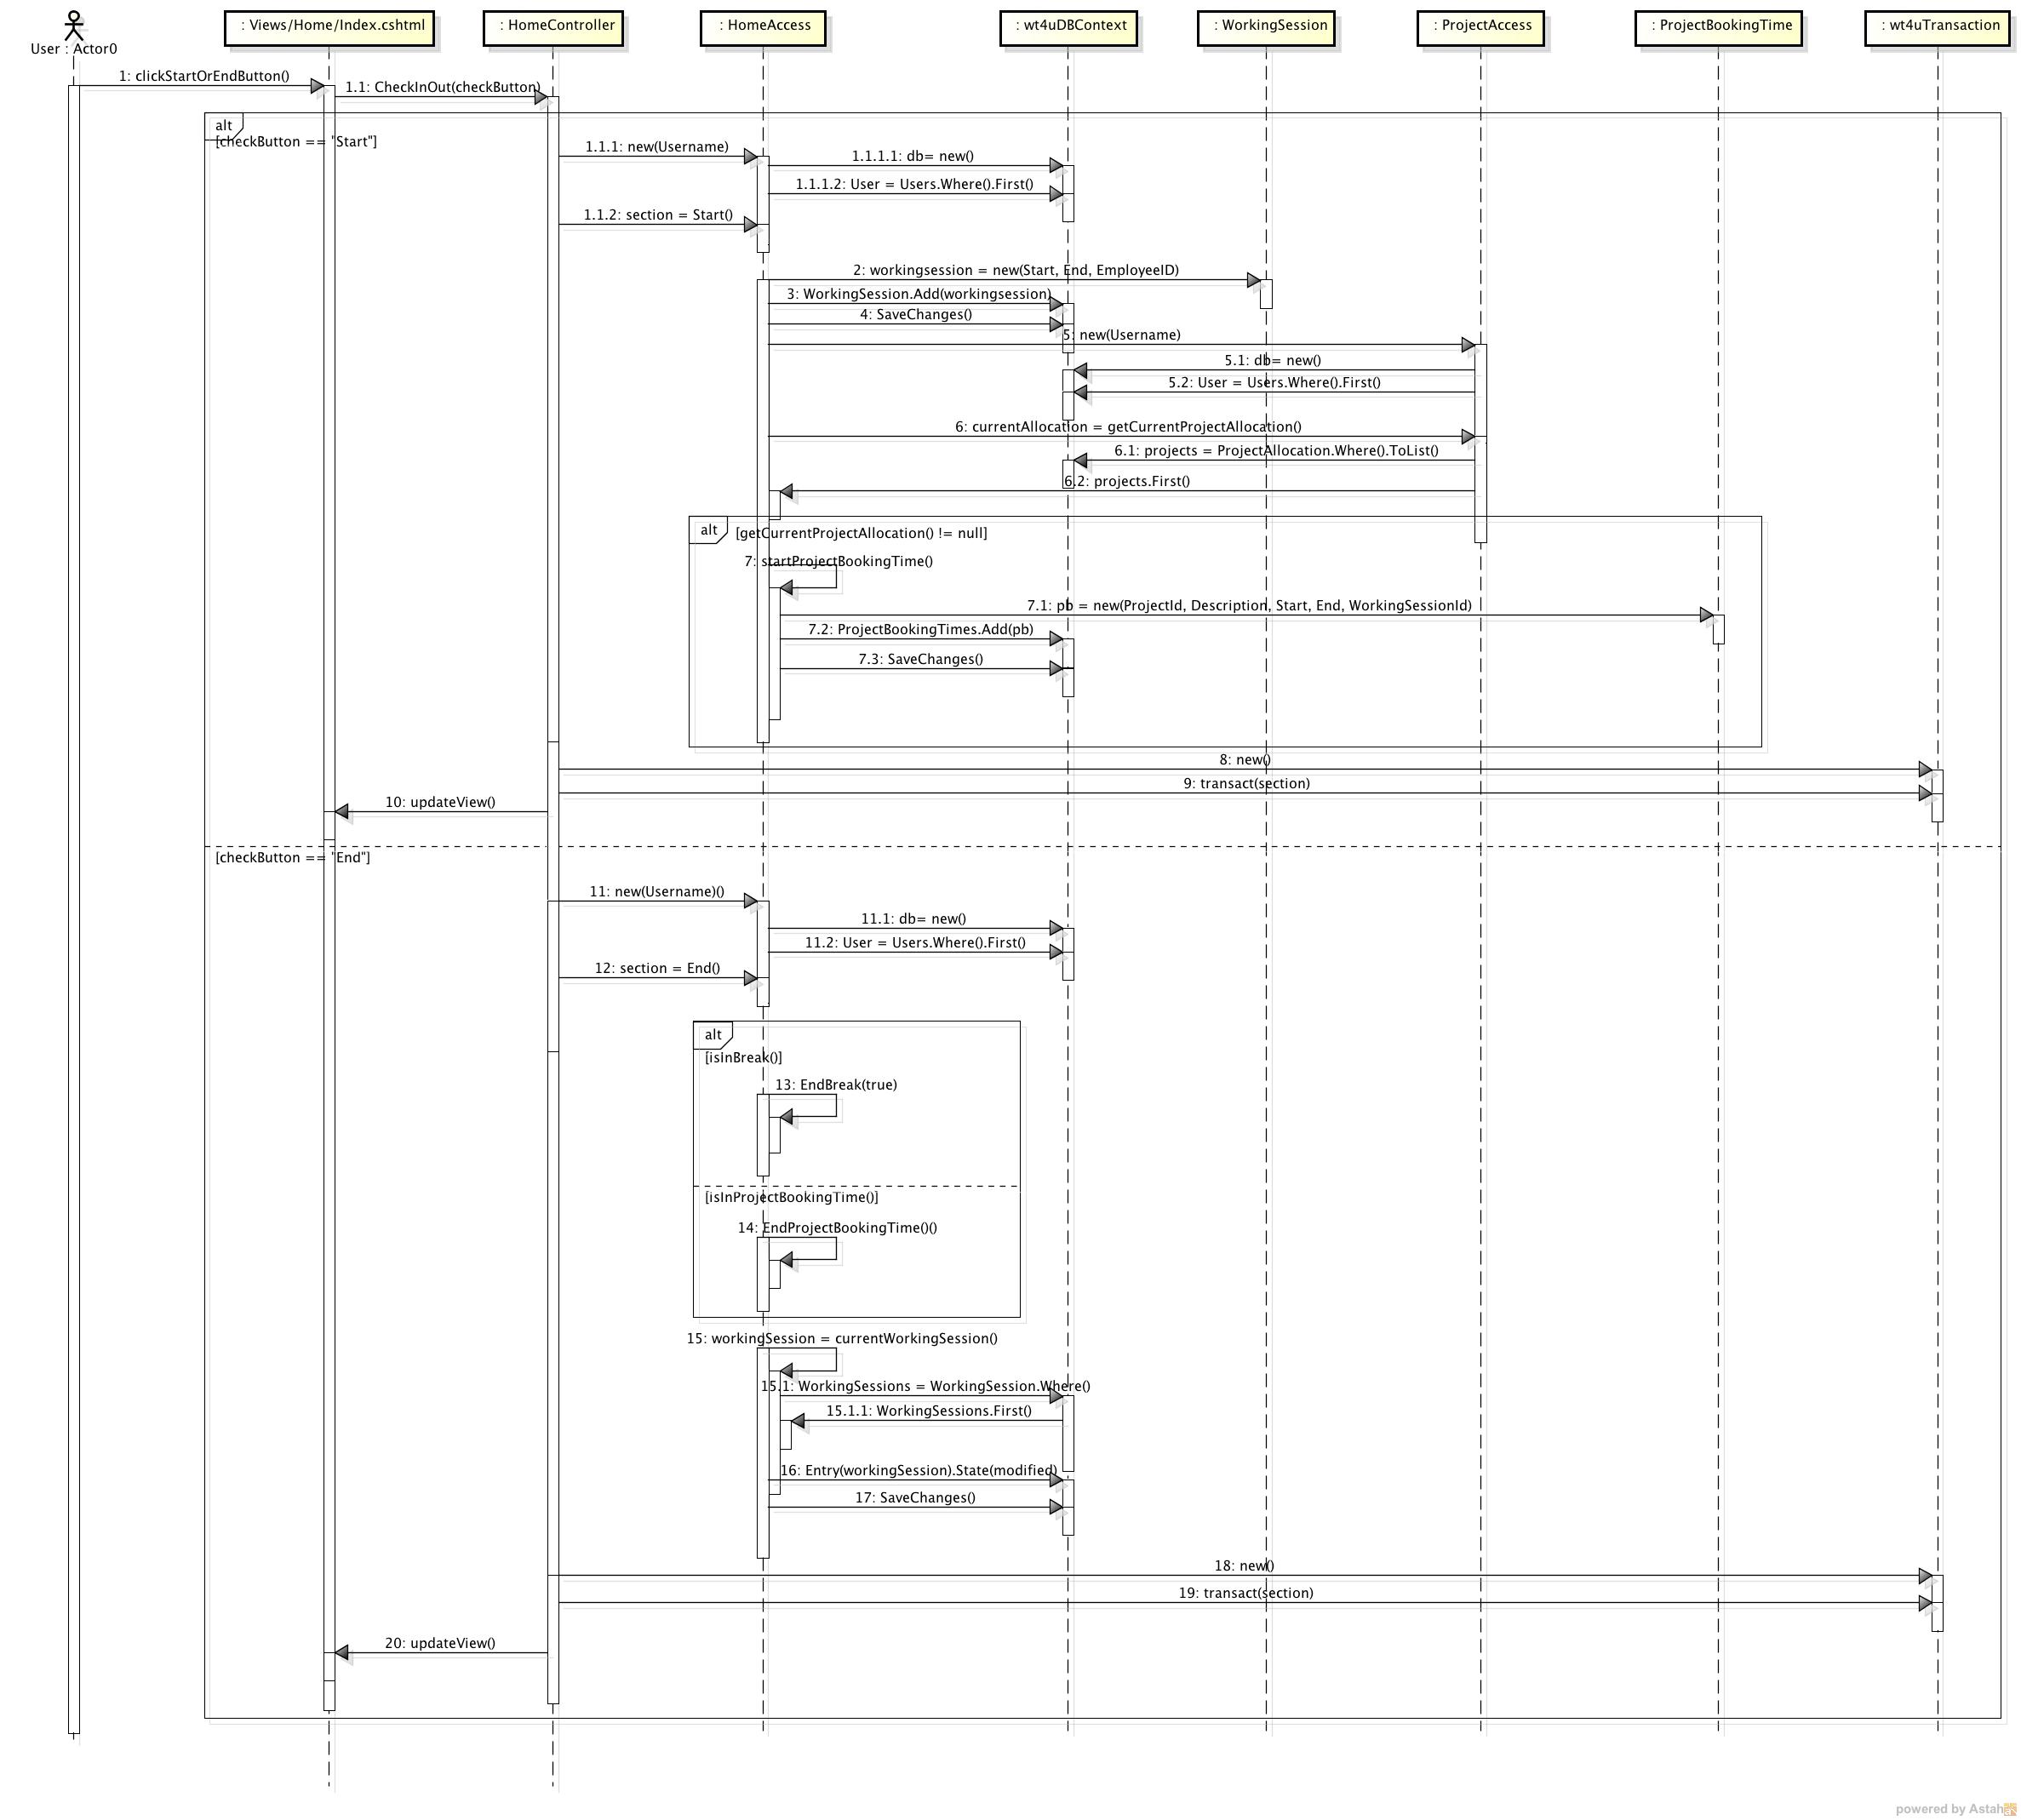 User : Actor0
: Views/Home/Index.cshtml
: HomeController
: HomeAccess
: wt4uDBContext
: WorkingSession
: ProjectAccess
: ProjectBookingTime
: wt4uTransaction
1: clickStartOrEndButton()
1.1: CheckInOut(checkButton)
alt
[checkButton == "Start"]
1.1.1: new(Username)
1.1.1.1: db= new()
1.1.1.2: User = Users.Where().First()
1.1.2: section = Start()
2: workingsession = new(Start, End, EmployeeID)
3: WorkingSession.Add(workingsession)
4: SaveChanges()
5: new(Username)
5.1: db= new()
5.2: User = Users.Where().First()
6: currentAllocation = getCurrentProjectAllocation()
6.1: projects = ProjectAllocation.Where().ToList()
6.2: projects.First()
alt
[getCurrentProjectAllocation() != null]
7: startProjectBookingTime()
7.1: pb = new(ProjectId, Description, Start, End, WorkingSessionId)
7.2: ProjectBookingTimes.Add(pb)
7.3: SaveChanges()
8: new()
9: transact(section)
10: updateView()
[checkButton == "End"]
11: new(Username)()
11.1: db= new()
11.2: User = Users.Where().First()
12: section = End()
alt
[isInBreak()]
13: EndBreak(true)
[isInProjectBookingTime()]
14: EndProjectBookingTime()()
15: workingSession = currentWorkingSession()
15.1: WorkingSessions = WorkingSession.Where()
15.1.1: WorkingSessions.First()
16: Entry(workingSession).State(modified)
17: SaveChanges()
18: new()
19: transact(section)
20: updateView()
powered by Astah